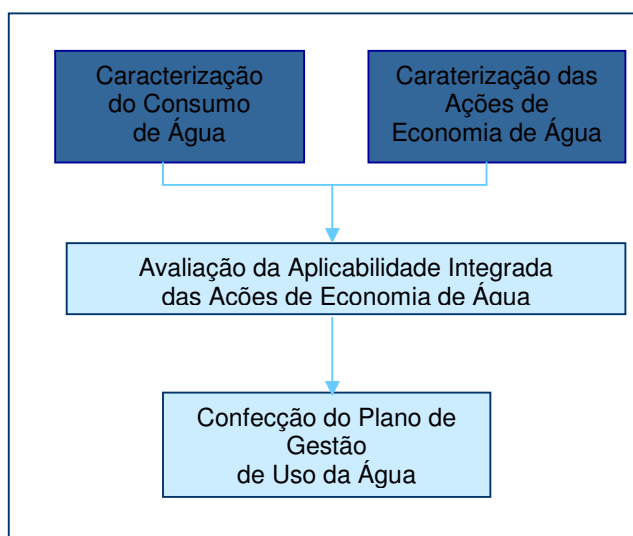 Caracterização
do Consumo
de Água
Caraterização das
Ações de
Economia de Água
Avaliação da Aplicabilidade Integrada
das Ações de Economia de Água
Confecção do Plano de
Gestão
de Uso da Água